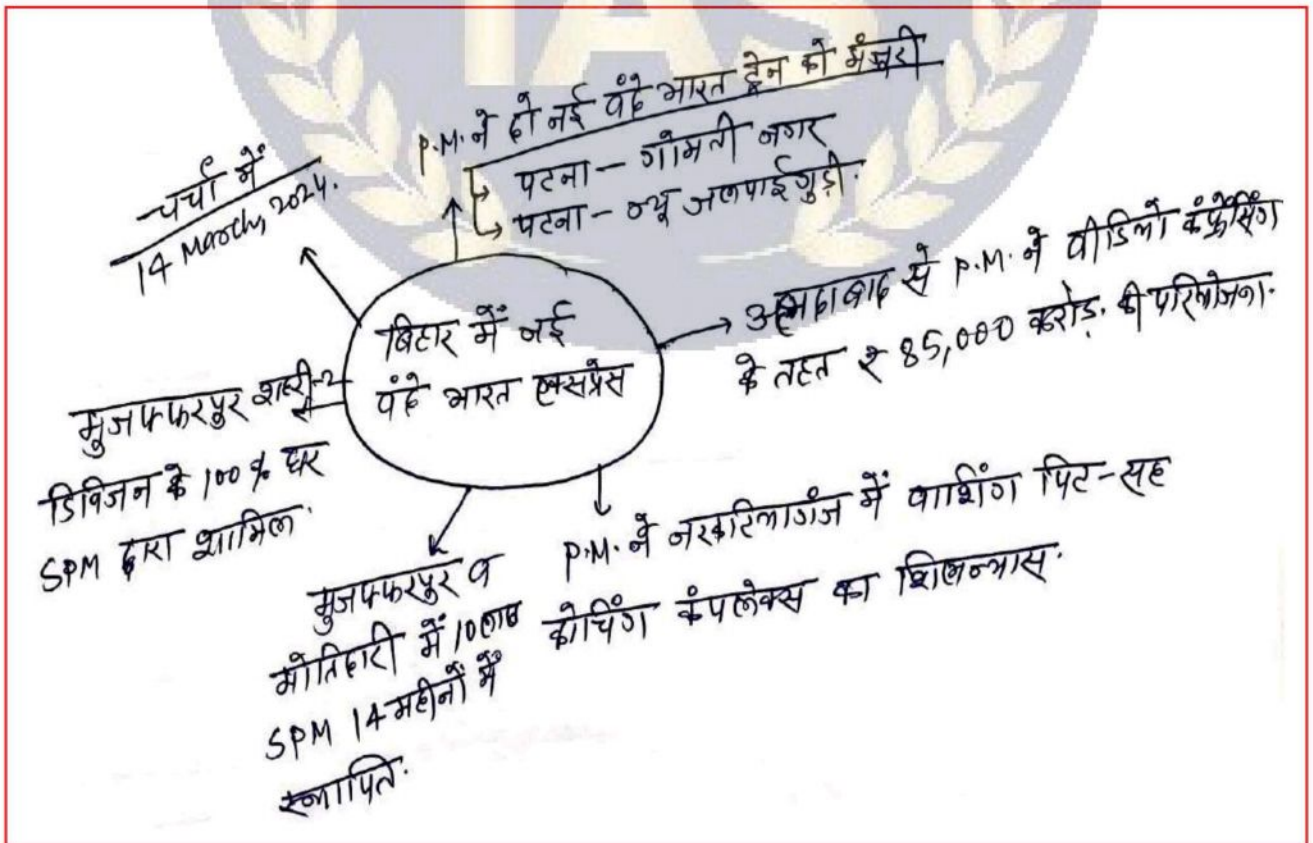 IAS
P.M. ने दो नई वंदे भारत ट्रेन को मंजूरी
पटना - गोमती नगर
पटना - न्यू जलपाईगुड़ी.
चर्चा में
14 March, 2024.
बिहार में नई
वंदे भारत एक्सप्रेस
अहमदाबाद से P.M. ने वीडियो कंफ्रेंसिंग
के तहत ₹ 85,000 करोड़. की परियोजना.
मुजफ्फरपुर शहरी-2
डिविजन के 100% घर
SPM द्वारा शामिल.
मुजफ्फरपुर व
मोतिहारी में 10 लाख
SPM 14 महीनों में
स्थापित.
P.M. ने नरकटियागंज में वाशिंग पिट-सह
कोचिंग कंपलेक्स का शिलान्यास.